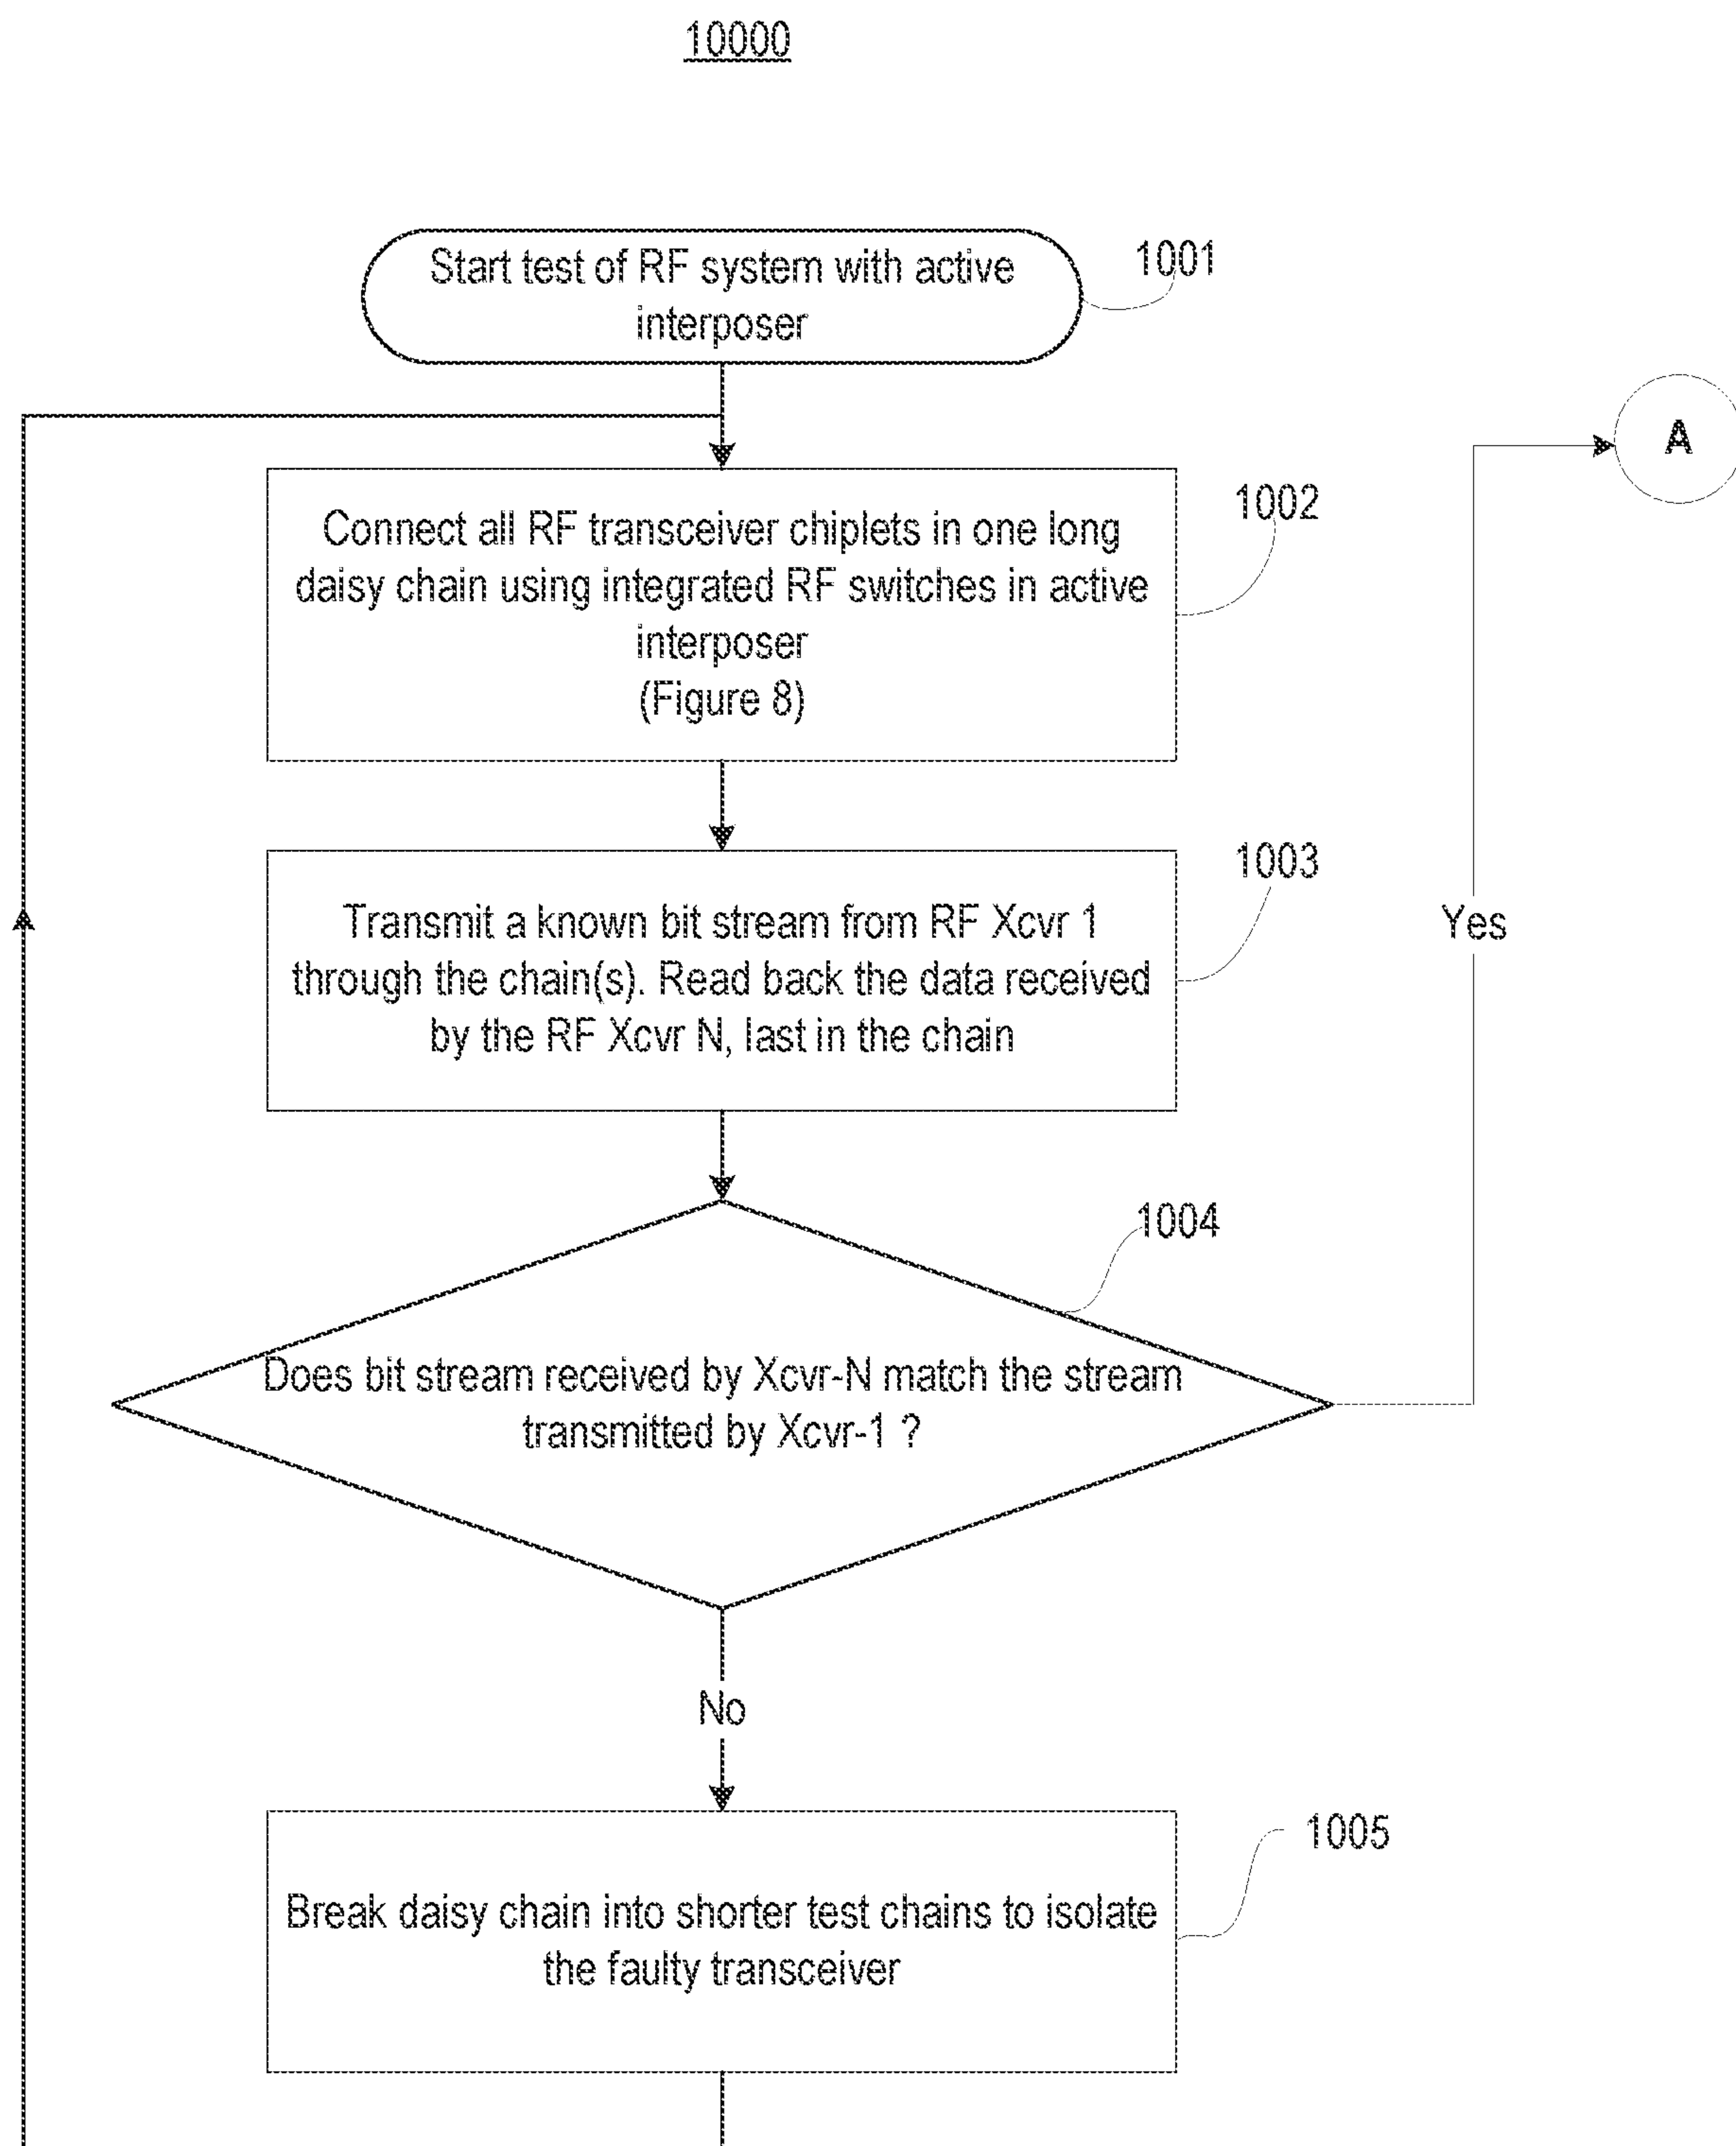 10000
Start test of RF system with active
interposer
1001
A
Connect all RF transceiver chiplets in one long
daisy chain using integrated RF switches in active
interposer
(Figure 8)
1002
Transmit a known bit stream from RF Xcvr 1
through the chain(s). Read back the data received
by the RF Xcvr N, last in the chain
1003
Yes
Does bit stream received by Xcvr-N match the stream
transmitted by Xcvr-1 ?
1004
No
Break daisy chain into shorter test chains to isolate
the faulty transceiver
1005